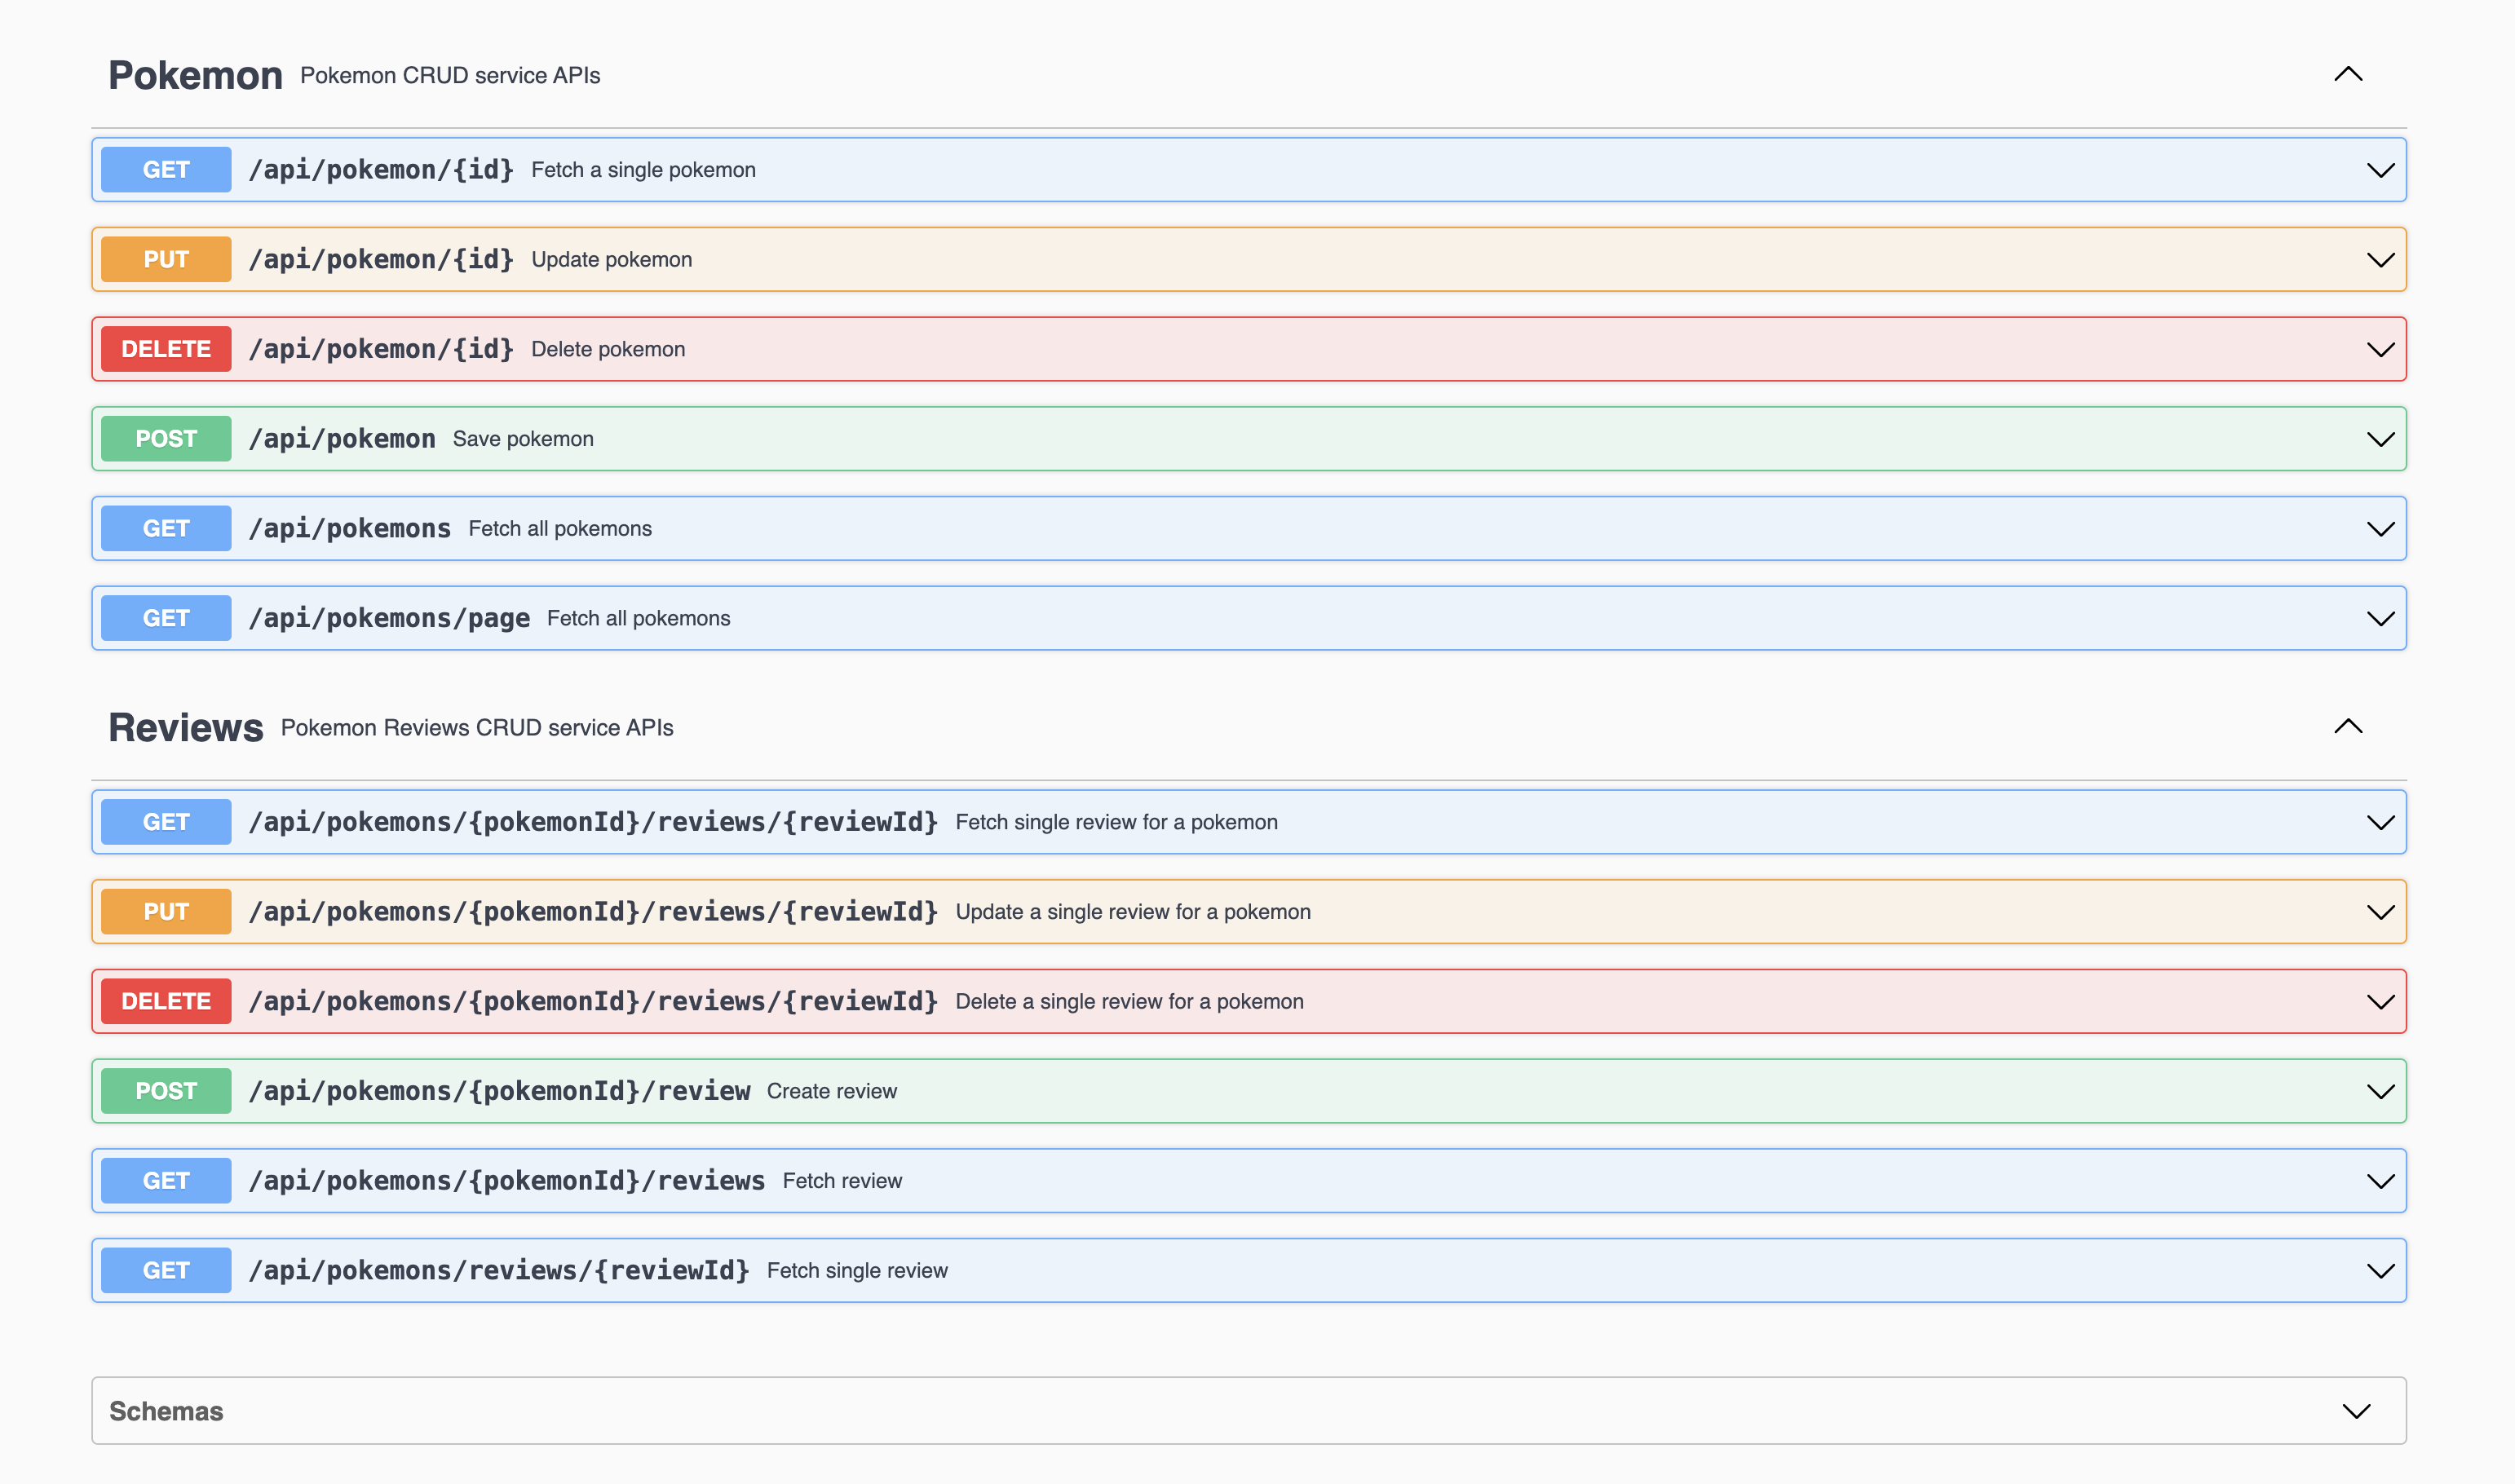 Pokemon Pokemon CRUD service APIs
GET /api/pokemon/{id} Fetch a single pokemon
PUT /api/pokemon/{id} Update pokemon
DELETE /api/pokemon/{id} Delete pokemon
POST /api/pokemon Save pokemon
GET /api/pokemons Fetch all pokemons
GET /api/pokemons/page Fetch all pokemons
Reviews Pokemon Reviews CRUD service APIs
GET /api/pokemons/{pokemonId}/reviews/{reviewId} Fetch single review for a pokemon
PUT /api/pokemons/{pokemonId}/reviews/{reviewId} Update a single review for a pokemon
DELETE /api/pokemons/{pokemonId}/reviews/{reviewId} Delete a single review for a pokemon
POST /api/pokemons/{pokemonId}/review Create review
GET /api/pokemons/{pokemonId}/reviews Fetch review
GET /api/pokemons/reviews/{reviewId} Fetch single review
Schemas